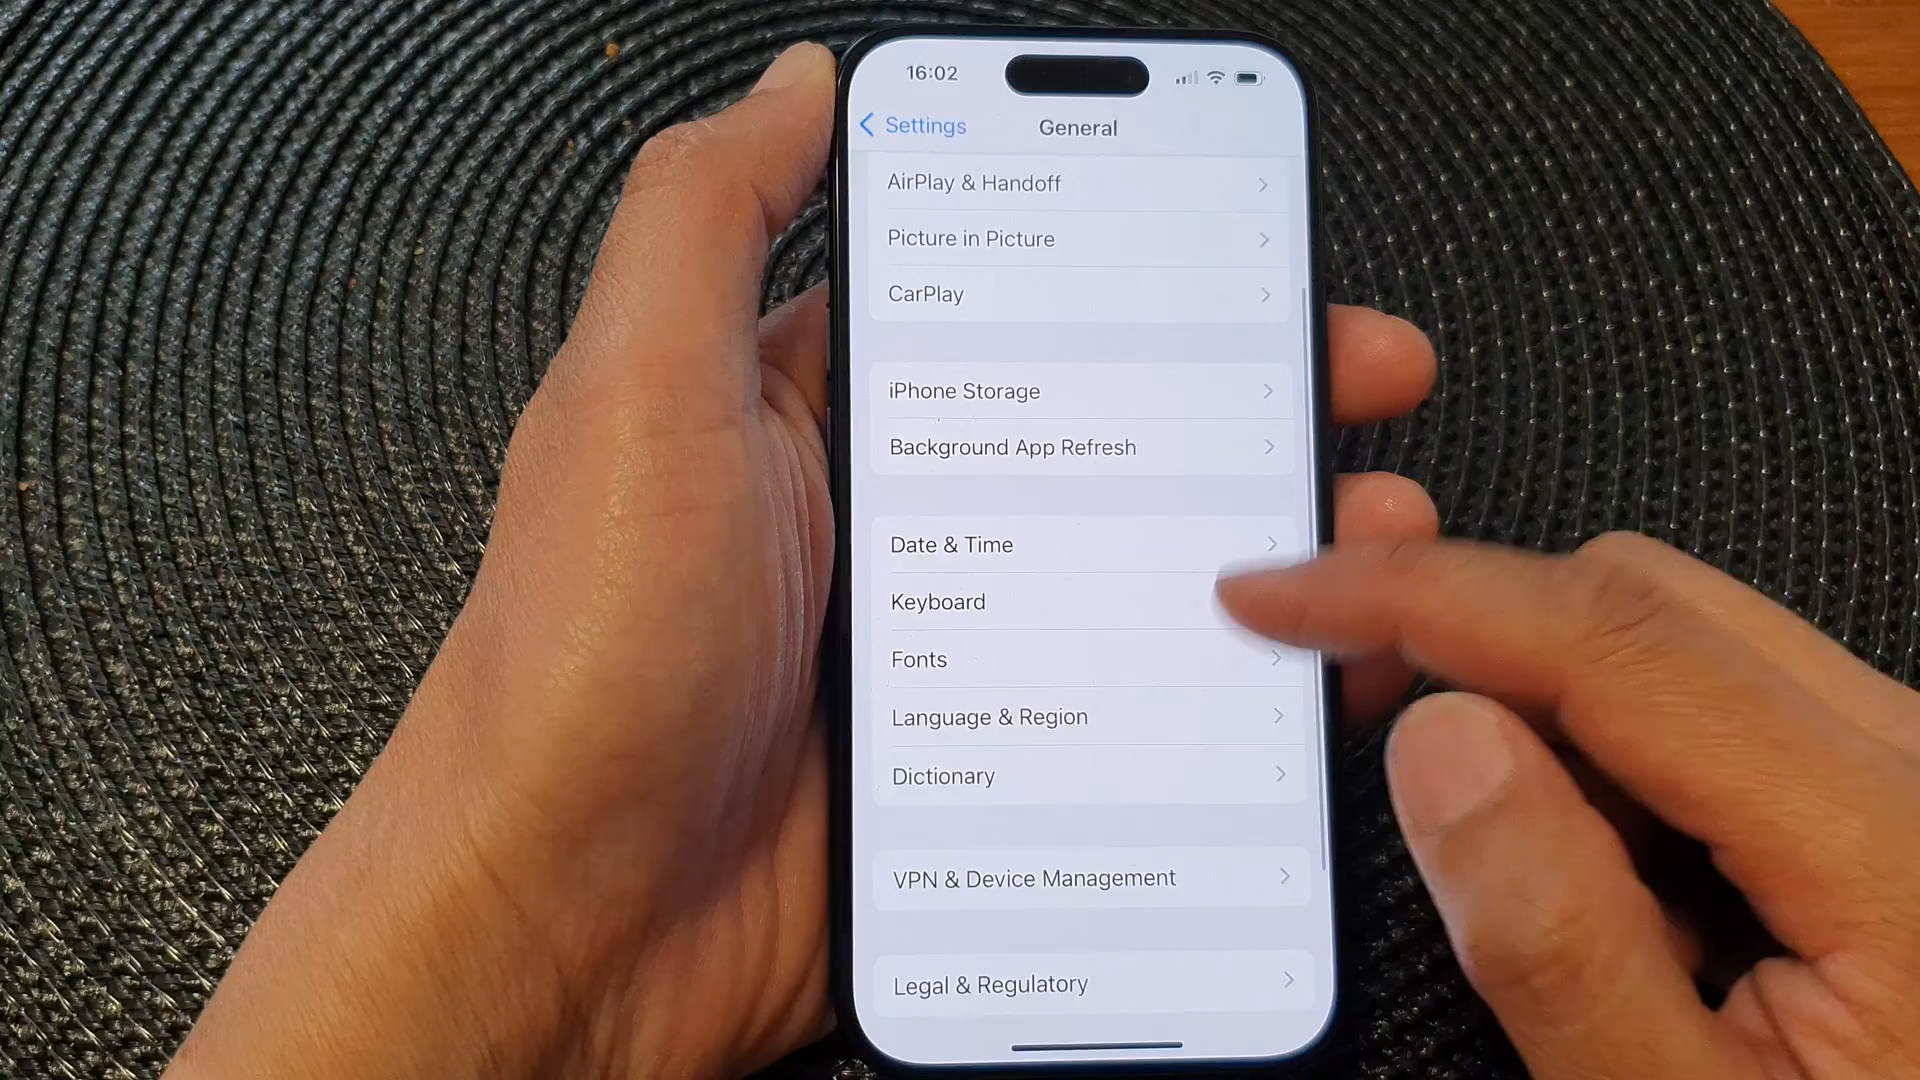 16:02
Settings
General
AirPlay & Handoff
Picture in Picture
CarPlay
iPhone Storage
Background App Refresh
Date & Time
Keyboard
Fonts
Language & Region
Dictionary
VPN & Device Management
Legal & Regulatory